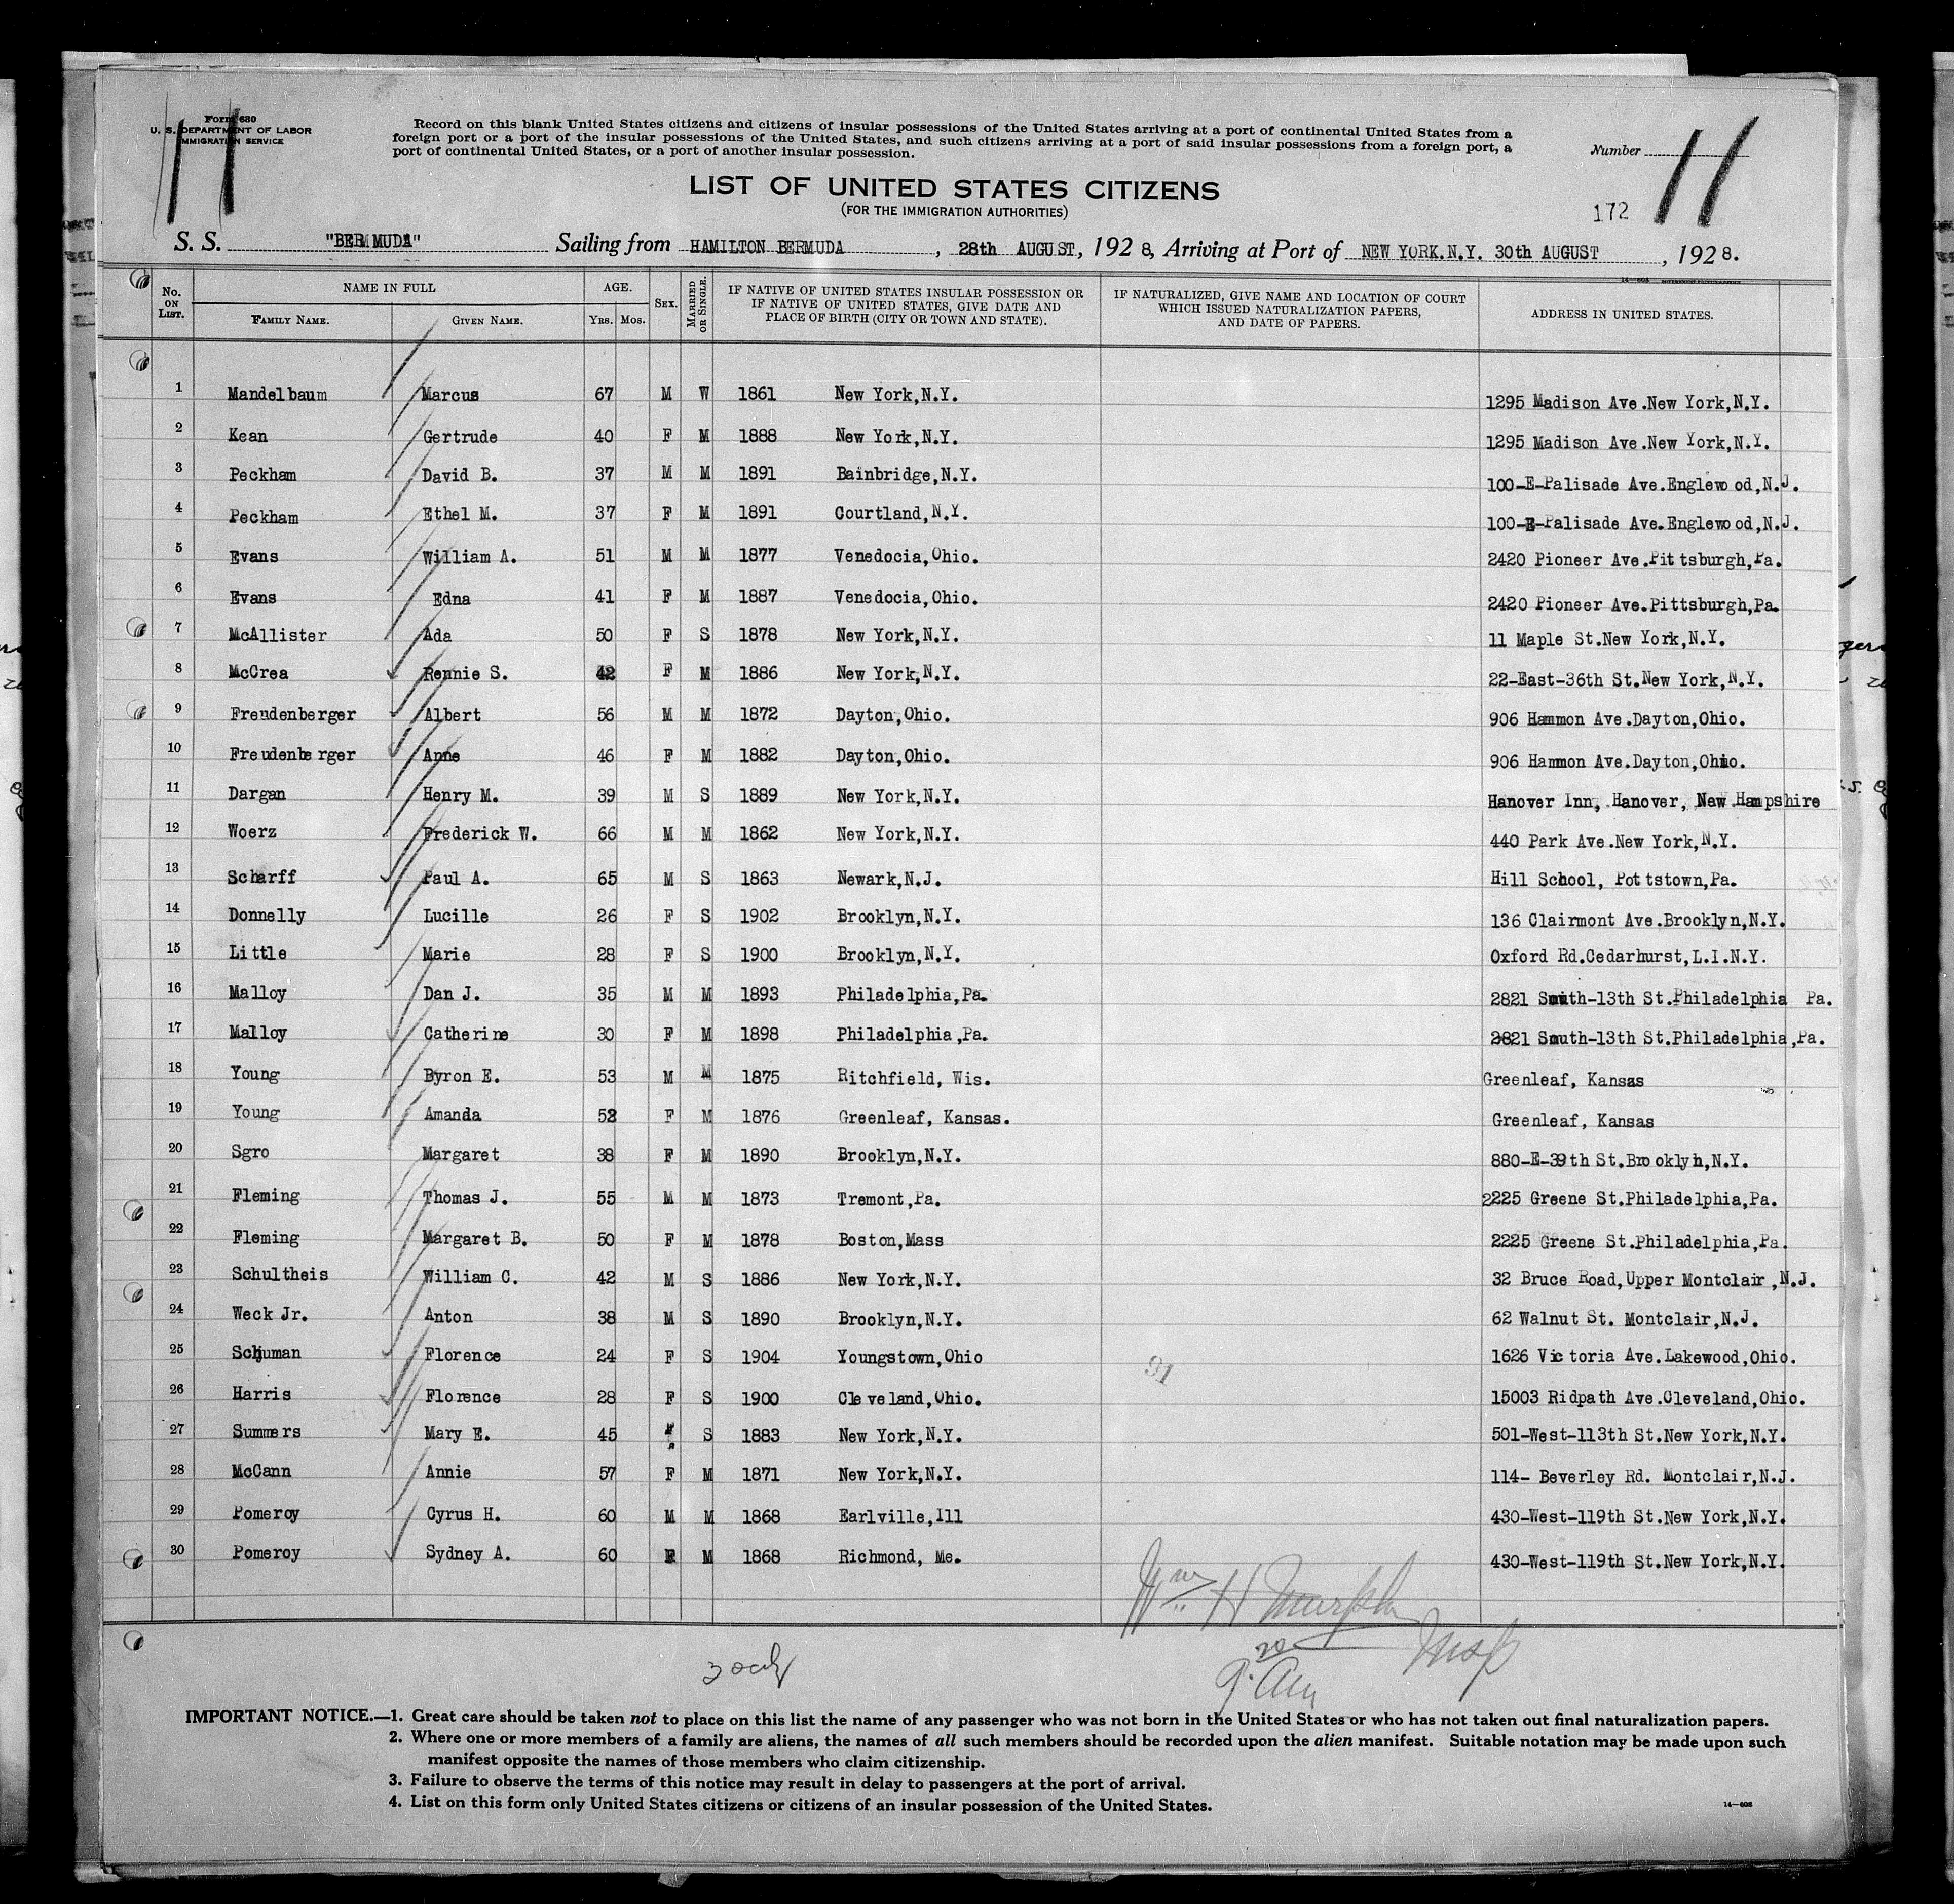 11
Form 630
U. S. DEPARTMENT OF LABOR
IMMIGRATION SERVICE
Record on this blank United States citizens and citizens of insular possessions of the United States arriving at a port of continental United States from a
foreign port or a port of the insular possessions of the United States, and such citizens arriving at a port of said insular possessions from a foreign port, a
port of continental United States, or a port of another insular possession.
Number 11
LIST OF UNITED STATES CITIZENS
(FOR THE IMMIGRATION AUTHORITIES)
172
S. S. "BERMUDA" Sailing from HAMILTON BERMUDA, 28th AUGUST, 1928, Arriving at Port of NEW YORK.N.Y. 30th AUGUST, 1928.
No. ON LIST. NAME IN FULL FAMILY NAME. GIVEN NAME. AGE. YRS. MOS. SEX. MARRIED OR SINGLE. IF NATIVE OF UNITED STATES INSULAR POSSESSION OR IF NATIVE OF UNITED STATES, GIVE DATE AND PLACE OF BIRTH (CITY OR TOWN AND STATE). IF NATURALIZED, GIVE NAME AND LOCATION OF COURT WHICH ISSUED NATURALIZATION PAPERS, AND DATE OF PAPERS. ADDRESS IN UNITED STATES.
1 Mandelbaum Marcus 67 M W 1861 New York,N.Y. 1295 Madison Ave.New York,N.Y.
2 Kean Gertrude 40 F M 1888 New York,N.Y. 1295 Madison Ave.New York,N.Y.
3 Peckham David B. 37 M M 1891 Bainbridge,N.Y. 100-E-Palisade Ave.Englewood,N.J.
4 Peckham Ethel M. 37 F M 1891 Courtland,N.Y. 100-E-Palisade Ave.Englewood,N.J.
5 Evans William A. 51 M M 1877 Venedocia,Ohio. 2420 Pioneer Ave.Pittsburgh,Pa.
6 Evans Edna 41 F M 1887 Venedocia,Ohio. 2420 Pioneer Ave.Pittsburgh,Pa.
7 McAllister Ada 50 F S 1878 New York,N.Y. 11 Maple St.New York,N.Y.
8 McCrea Rennie S. 42 F M 1886 New York,N.Y. 22-East-36th St.New York,N.Y.
9 Freudenberger Albert 56 M M 1872 Dayton,Ohio. 906 Hammon Ave.Dayton,Ohio.
10 Freudenberger Anne 46 F M 1882 Dayton,Ohio. 906 Hammon Ave.Dayton,Ohio.
11 Dargan Henry M. 39 M S 1889 New York,N.Y. Hanover Inn, Hanover, New Hampshire
12 Woerz Frederick W. 66 M M 1862 New York,N.Y. 440 Park Ave.New York,N.Y.
13 Scharff Paul A. 65 M S 1863 Newark,N.J. Hill School, Pottstown,Pa.
14 Donnelly Lucille 26 F S 1902 Brooklyn,N.Y. 136 Clairmont Ave.Brooklyn,N.Y.
15 Little Marie 28 F S 1900 Brooklyn,N.Y. Oxford Rd.Cedarhurst,L.I.N.Y.
16 Malloy Dan J. 35 M M 1893 Philadelphia,Pa. 2821 South-13th St.Philadelphia Pa.
17 Malloy Catherine 30 F M 1898 Philadelphia,Pa. 2821 South-13th St.Philadelphia,Pa.
18 Young Byron E. 53 M M 1875 Ritchfield, Wis. Greenleaf, Kansas
19 Young Amanda 52 F M 1876 Greenleaf, Kansas. Greenleaf, Kansas
20 Sgro Margaret 38 F M 1890 Brooklyn,N.Y. 880-E-39th St.Brooklyn,N.Y.
21 Fleming Thomas J. 55 M M 1873 Tremont,Pa. 2225 Greene St.Philadelphia,Pa.
22 Fleming Margaret B. 50 F M 1878 Boston,Mass 2225 Greene St.Philadelphia,Pa.
23 Schultheis William C. 42 M S 1886 New York,N.Y. 32 Bruce Road,Upper Montclair,N.J.
24 Weck Jr. Anton 38 M S 1890 Brooklyn,N.Y. 62 Walnut St. Montclair,N.J.
25 Schuman Florence 24 F S 1904 Youngstown,Ohio 1626 Victoria Ave.Lakewood,Ohio.
26 Harris Florence 28 F S 1900 Cleveland,Ohio. 15003 Ridpath Ave.Cleveland,Ohio.
27 Summers Mary E. 45 F S 1883 New York,N.Y. 501-West-113th St.New York,N.Y.
28 McCann Annie 57 F M 1871 New York,N.Y. 114- Beverley Rd. Montclair,N.J.
29 Pomeroy Cyrus H. 60 M M 1868 Earlville,Ill 430-West-119th St.New York,N.Y.
30 Pomeroy Sydney A. 60 F M 1868 Richmond, Me. 430-West-119th St.New York,N.Y.
91
Wm H Murphy
Insp
IMPORTANT NOTICE.—1. Great care should be taken not to place on this list the name of any passenger who was not born in the United States or who has not taken out final naturalization papers.
2. Where one or more members of a family are aliens, the names of all such members should be recorded upon the alien manifest. Suitable notation may be made upon such
manifest opposite the names of those members who claim citizenship.
3. Failure to observe the terms of this notice may result in delay to passengers at the port of arrival.
4. List on this form only United States citizens or citizens of an insular possession of the United States.
14—606